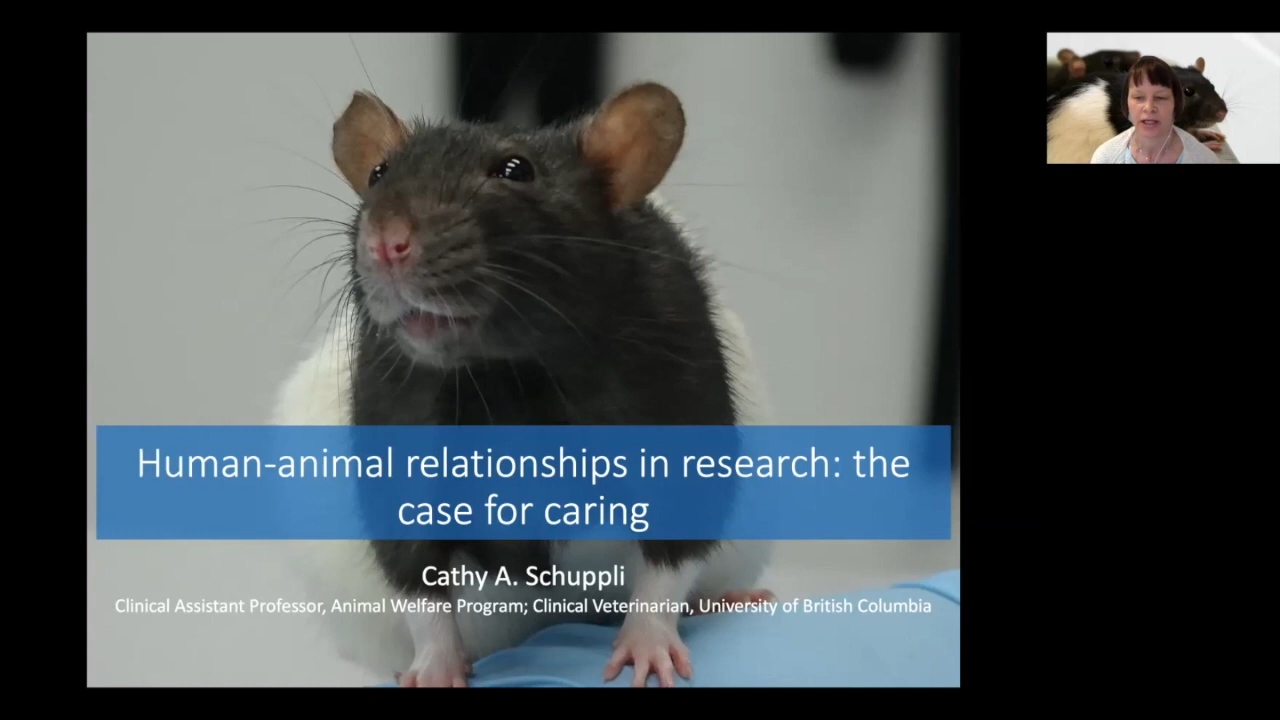 Human-animal relationships in research: the
case for caring
Cathy A. Schuppli
Clinical Assistant Professor, Animal Welfare Program; Clinical Veterinarian, University of British Columbia